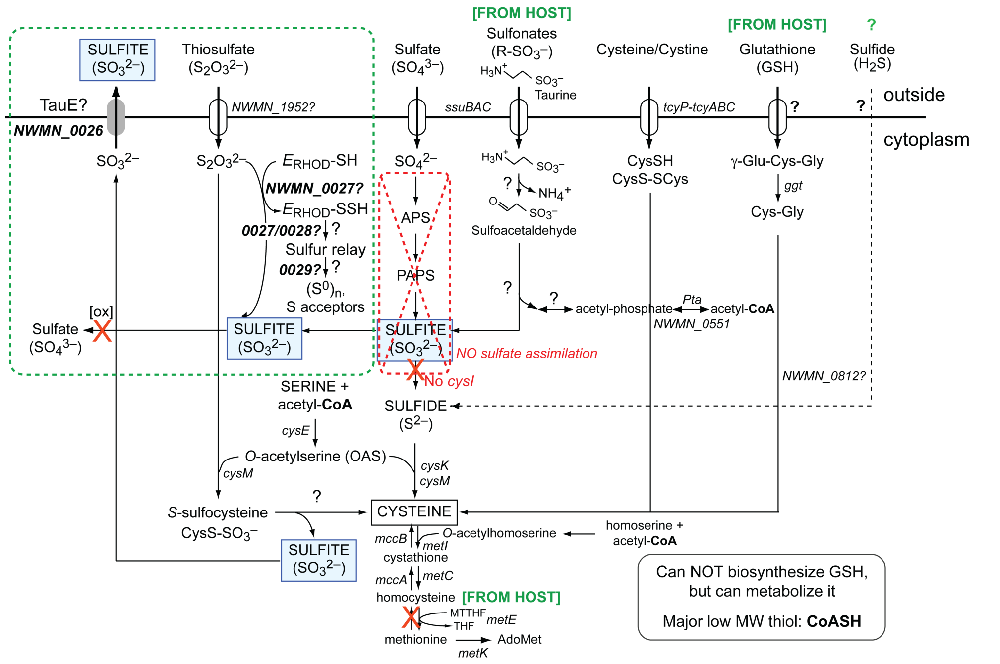 [FROM HOST]
[FROM HOST]
?
SULFITE
(SO₃²⁻)
Thiosulfate
(S₂O₃²⁻)
Sulfate
(SO₄³⁻)
Sulfonates
(R-SO₃⁻)
H₃N⁺
SO₃⁻
Taurine
Cysteine/Cystine
Glutathione
(GSH)
Sulfide
(H₂S)
outside
TauE?
NWMN_1952?
ssuBAC
tcyP-tcyABC
?
?
NWMN_0026
cytoplasm
SO₃²⁻
S₂O₃²⁻
E_RHOD-SH
NWMN_0027?
E_RHOD-SSH
0027/0028?
?
Sulfur relay
0029?
?
(S⁰)ₙ,
S acceptors
SO₄²⁻
APS
PAPS
H₃N⁺
SO₃⁻
?
NH₄⁺
O
SO₃⁻
Sulfoacetaldehyde
CysSH
CysS-SCys
γ-Glu-Cys-Gly
ggt
Cys-Gly
?
?
acetyl-phosphate
Pta
acetyl-CoA
NWMN_0551
[ox]
Sulfate
(SO₄³⁻)
SULFITE
(SO₃²⁻)
SULFITE
(SO₃²⁻)
NO sulfate assimilation
No cysI
NWMN_0812?
SERINE +
acetyl-CoA
SULFIDE
(S²⁻)
cysE
O-acetylserine (OAS)
cysM
cysK
cysM
?
S-sulfocysteine
CysS-SO₃⁻
CYSTEINE
SULFITE
(SO₃²⁻)
mccB
metI
O-acetylhomoserine
homoserine +
acetyl-CoA
cystathione
mccA
metC
homocysteine
[FROM HOST]
MTTHF
THF
metE
methionine
AdoMet
metK
Can NOT biosynthesize GSH,
but can metabolize it
Major low MW thiol: CoASH